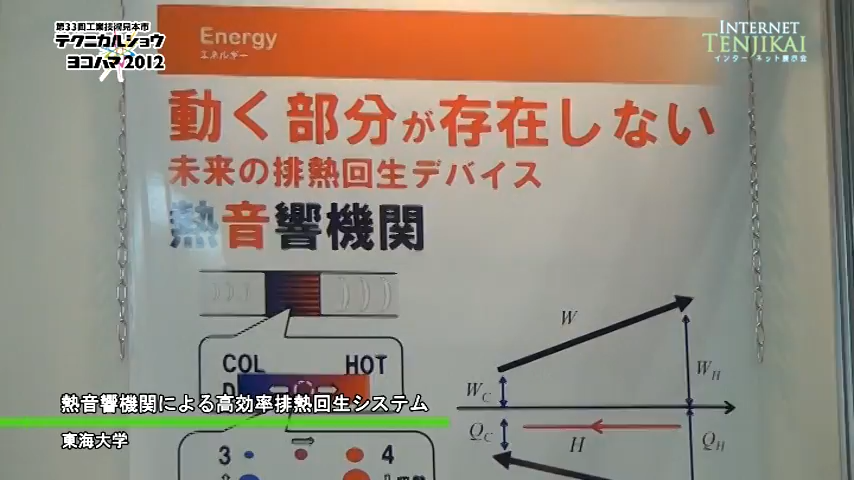 第33回工業技術見本市
テクニカルショウ
ヨコハマ2012
INTERNET
TENJIKAI
インターネット展示会
Energy
エネルギー
動く部分が存在しない
未来の排熱回生デバイス
熱音響機関
COL
HOT
D
W
W_H
W_C
Q_C
H
Q_H
3
4
熱音響機関による高効率排熱回生システム
東海大学